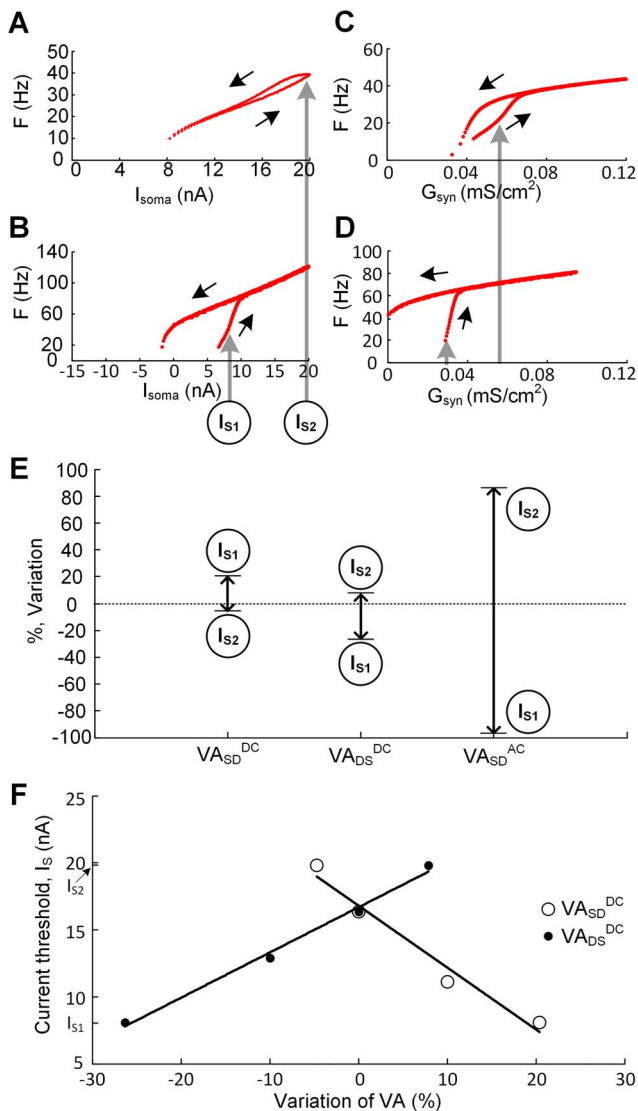 A
F (Hz)
50
40
30
20
10
0
0 4 8 12 16 20
I_soma (nA)
C
F (Hz)
60
40
20
0
0 0.04 0.08 0.12
G_syn (mS/cm²)
B
F (Hz)
140
100
60
20
-15 -10 -5 0 5 10 15 20
I_soma (nA)
I_S1 I_S2
D
F (Hz)
100
80
60
40
20
0
0 0.04 0.08 0.12
G_syn (mS/cm²)
E
%, Variation
100
80
60
40
20
0
-20
-40
-60
-80
-100
I_S1
I_S2
I_S2
I_S1
I_S2
I_S1
VA_SD^DC VA_DS^DC VA_SD^AC
F
Current threshold, I_S (nA)
25
20
I_S2
15
10
I_S1
5
-30 -20 -10 0 10 20 30
Variation of VA (%)
VA_SD^DC
VA_DS^DC